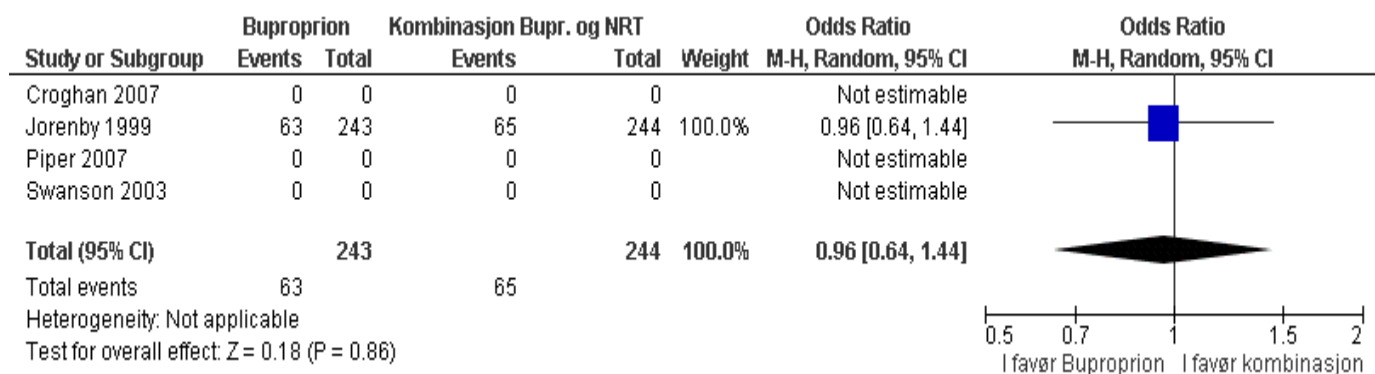 Buproprion Kombinasjon Bupr. og NRT Odds Ratio Odds Ratio
Study or Subgroup Events Total Events Total Weight M-H, Random, 95% CI M-H, Random, 95% CI
Croghan 2007 0 0 0 0 Not estimable
Jorenby 1999 63 243 65 244 100.0% 0.96 [0.64, 1.44]
Piper 2007 0 0 0 0 Not estimable
Swanson 2003 0 0 0 0 Not estimable
Total (95% CI) 243 244 100.0% 0.96 [0.64, 1.44]
Total events 63 65
Heterogeneity: Not applicable
Test for overall effect: Z = 0.18 (P = 0.86)
0.5 0.7 1 1.5 2
I favør Buproprion I favør kombinasjon